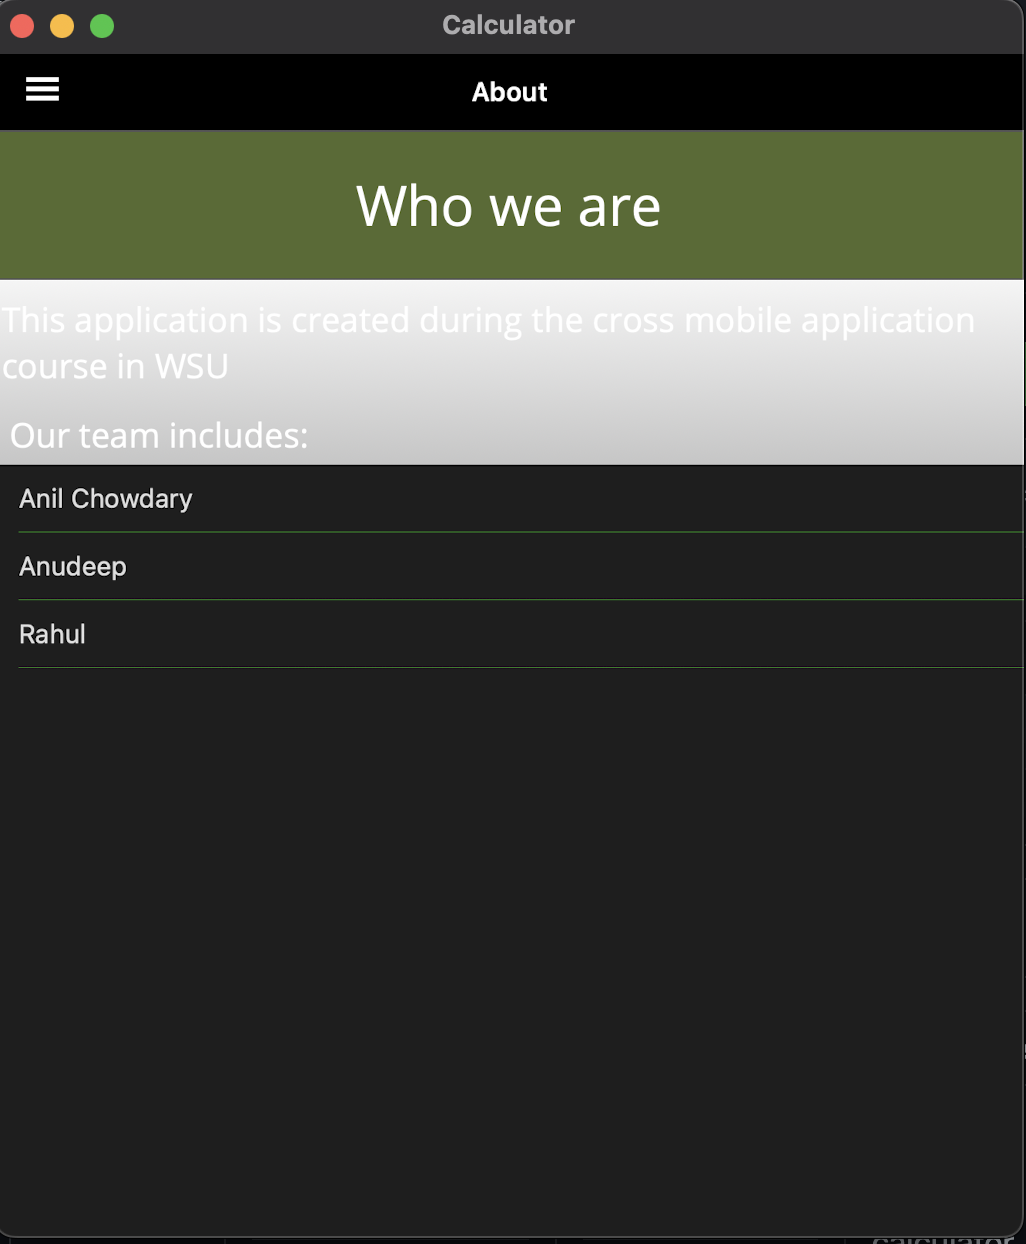 Calculator
About
Who we are
This application is created during the cross mobile application
course in WSU
Our team includes:
Anil Chowdary
Anudeep
Rahul
calculator